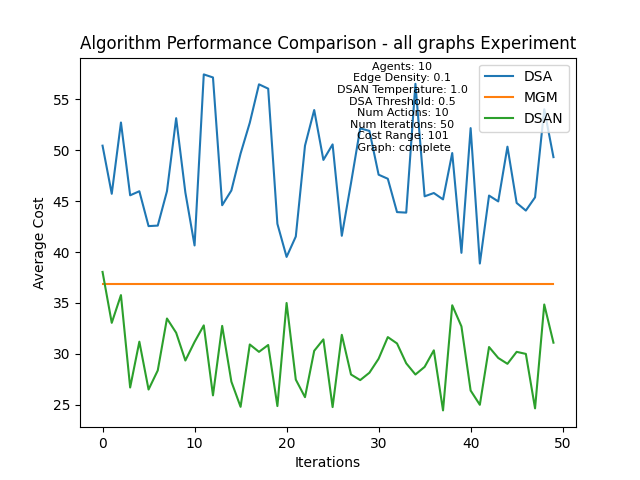 Algorithm Performance Comparison - all graphs Experiment
Agents: 10
Edge Density: 0.1
DSAN Temperature: 1.0
DSA Threshold: 0.5
Num Actions: 10
Num Iterations: 50
Cost Range: 101
Graph: complete
DSA
MGM
DSAN
Average Cost
55
50
45
40
35
30
25
0 10 20 30 40 50
Iterations